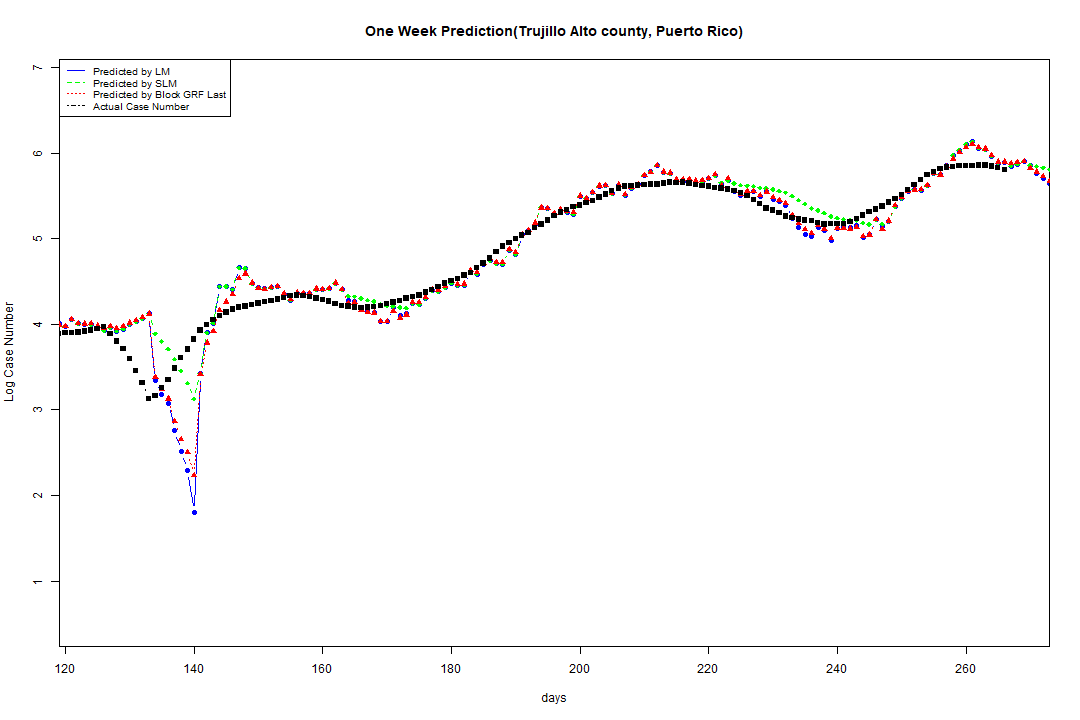 One Week Prediction(Trujillo Alto county, Puerto Rico)
Predicted by LM
Predicted by SLM
Predicted by Block GRF Last
Actual Case Number
Log Case Number
7
6
5
4
3
2
1
120 140 160 180 200 220 240 260
days